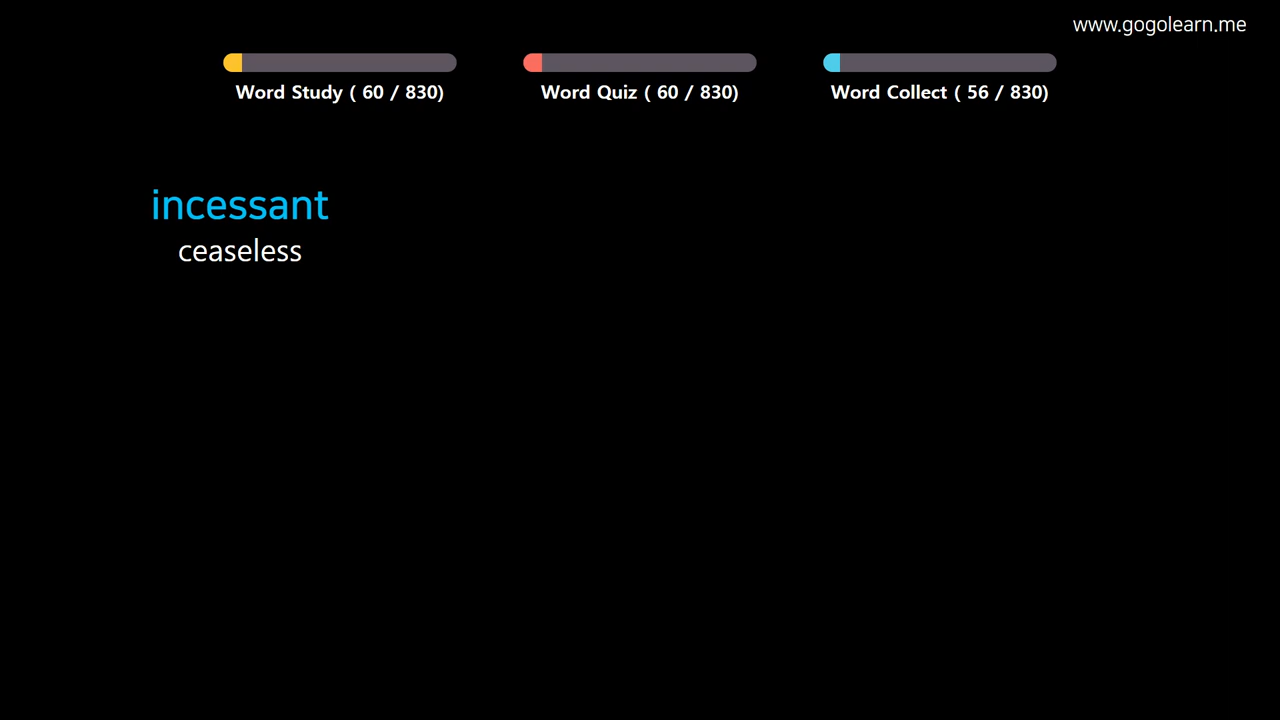 www.gogolearn.me
Word Study ( 60 / 830)
Word Quiz ( 60 / 830)
Word Collect ( 56 / 830)
incessant
ceaseless